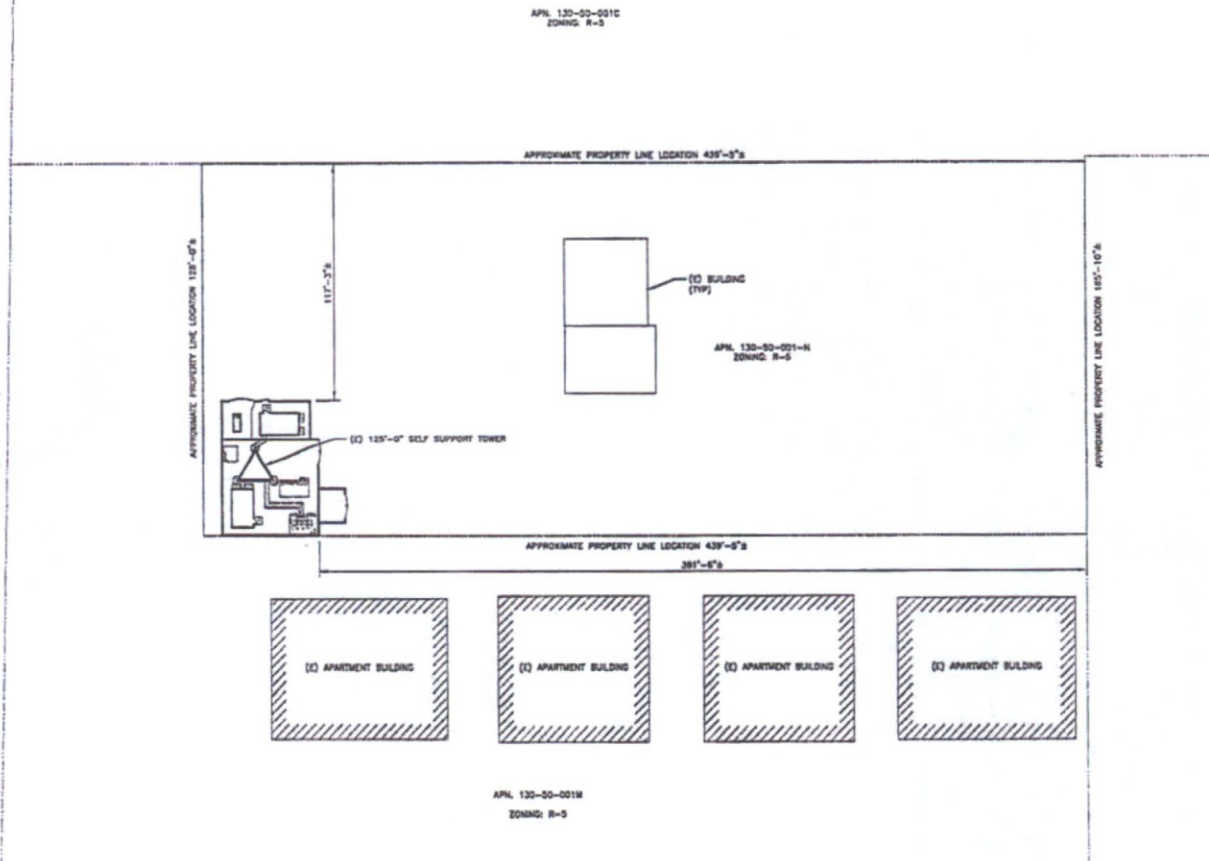 APN. 130-50-001C
ZONING: R-5
APPROXIMATE PROPERTY LINE LOCATION 439'-5"±
APPROXIMATE PROPERTY LINE LOCATION
117'-3"±
(E) BUILDING
(TYP)
APN. 130-50-001-N
ZONING: R-5
APPROXIMATE PROPERTY LINE LOCATION 185'-10"±
(E) 125'-0" SELF SUPPORT TOWER
APPROXIMATE PROPERTY LINE LOCATION 439'-5"±
381'-6"±
(E) APARTMENT BUILDING
(E) APARTMENT BUILDING
(E) APARTMENT BUILDING
(E) APARTMENT BUILDING
APN. 130-50-001M
ZONING: R-5